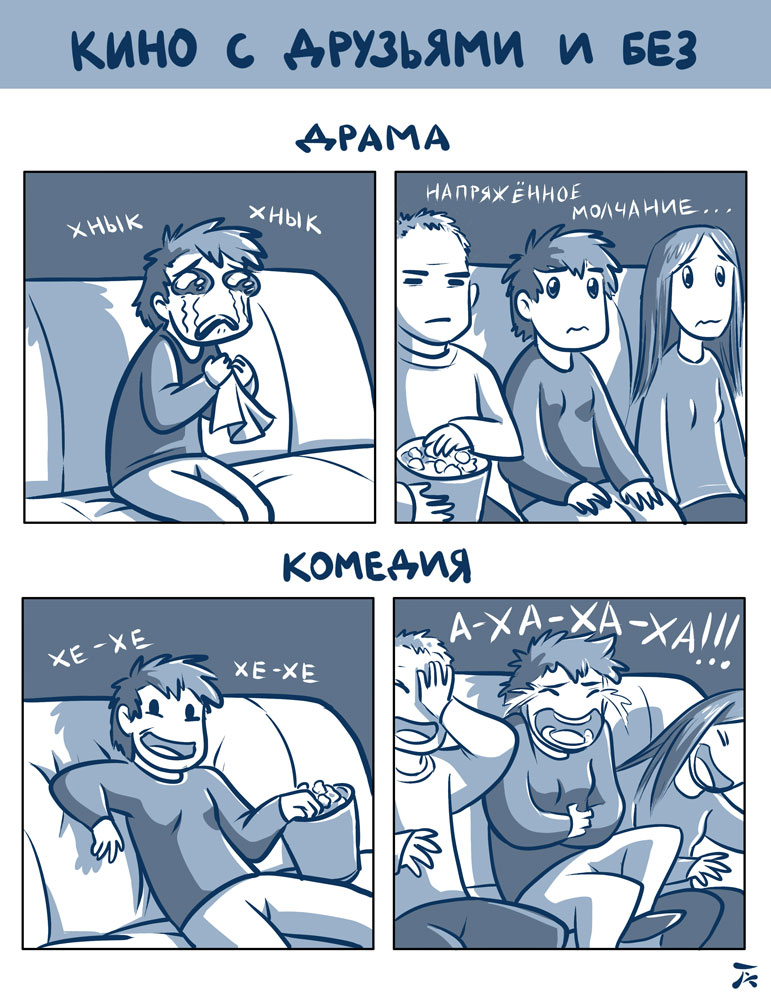 КИНО С ДРУЗЬЯМИ И БЕЗ
ДРАМА
ХНЫК
ХНЫК
НАПРЯЖЁННОЕ
МОЛЧАНИЕ...
КОМЕДИЯ
ХЕ-ХЕ
ХЕ-ХЕ
А-ХА-ХА-ХА!!!...